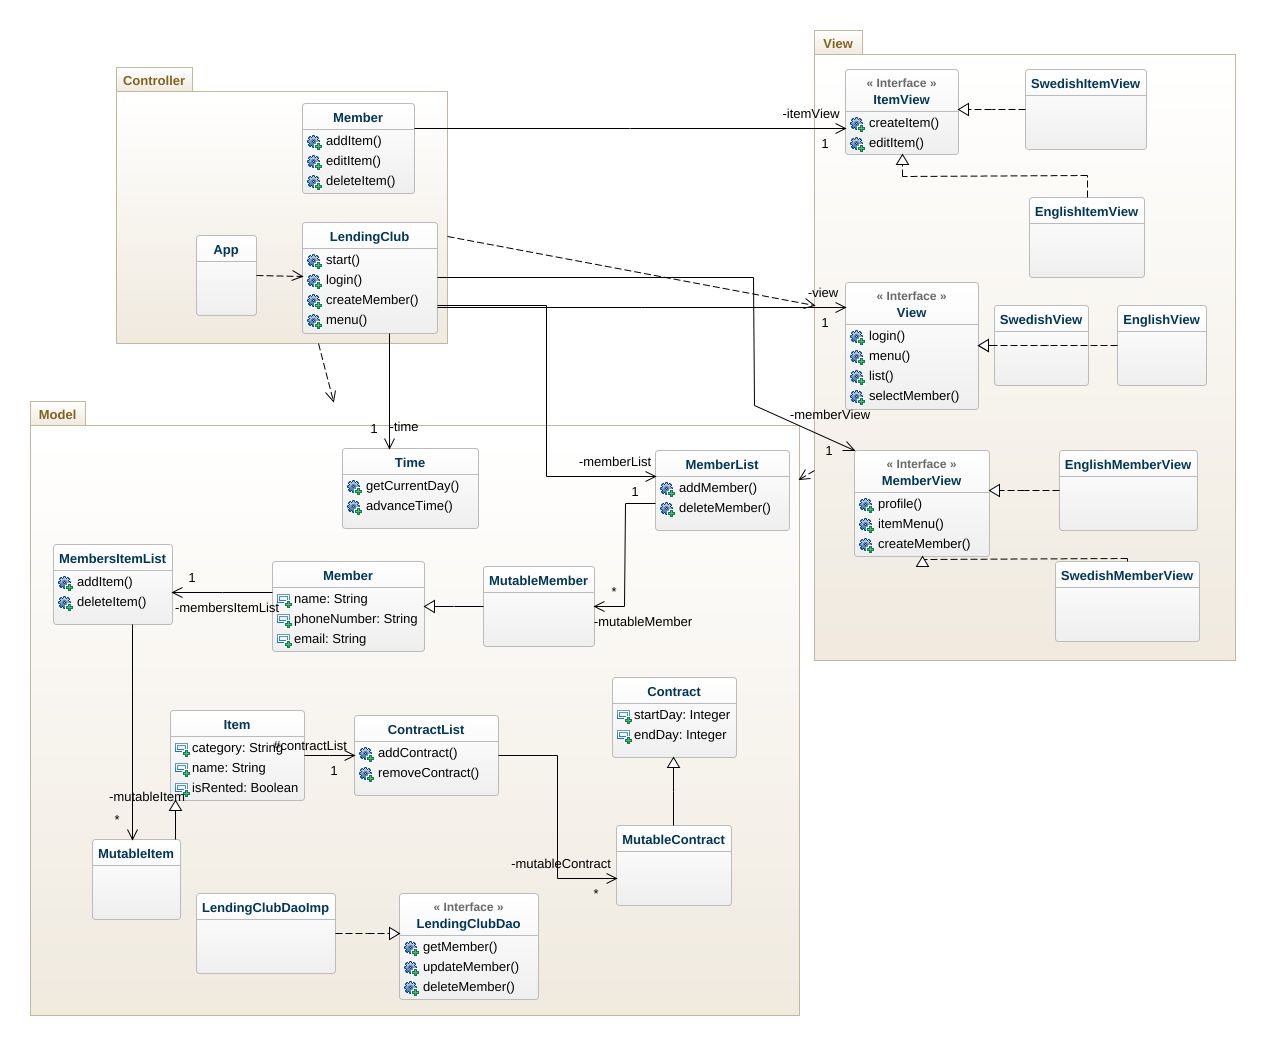 View
Controller
« Interface »
ItemView
createItem()
editItem()
SwedishItemView
Member
addItem()
editItem()
deleteItem()
-itemView
1
EnglishItemView
App
LendingClub
start()
login()
createMember()
menu()
-view
1
« Interface »
View
login()
menu()
list()
selectMember()
SwedishView
EnglishView
Model
1
-time
-memberView
1
Time
getCurrentDay()
advanceTime()
-memberList
1
MemberList
addMember()
deleteMember()
« Interface »
MemberView
profile()
itemMenu()
createMember()
EnglishMemberView
SwedishMemberView
MembersItemList
addItem()
deleteItem()
1
-membersItemList
Member
name: String
phoneNumber: String
email: String
MutableMember
*
-mutableMember
Item
category: String
name: String
isRented: Boolean
#contractList
1
ContractList
addContract()
removeContract()
Contract
startDay: Integer
endDay: Integer
-mutableItem
*
MutableItem
MutableContract
-mutableContract
*
LendingClubDaoImp
« Interface »
LendingClubDao
getMember()
updateMember()
deleteMember()